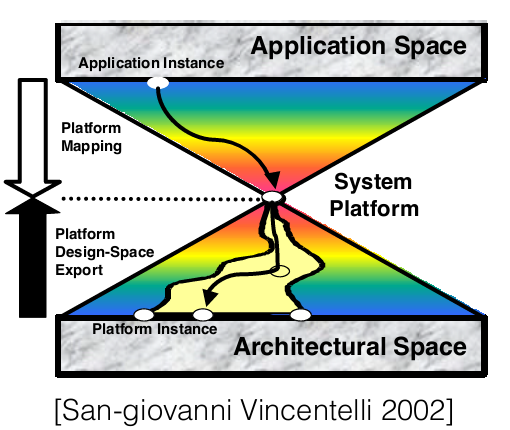 Application Space
Application Instance
Platform
Mapping
System
Platform
Platform
Design-Space
Export
Platform Instance
Architectural Space
[San-giovanni Vincentelli 2002]